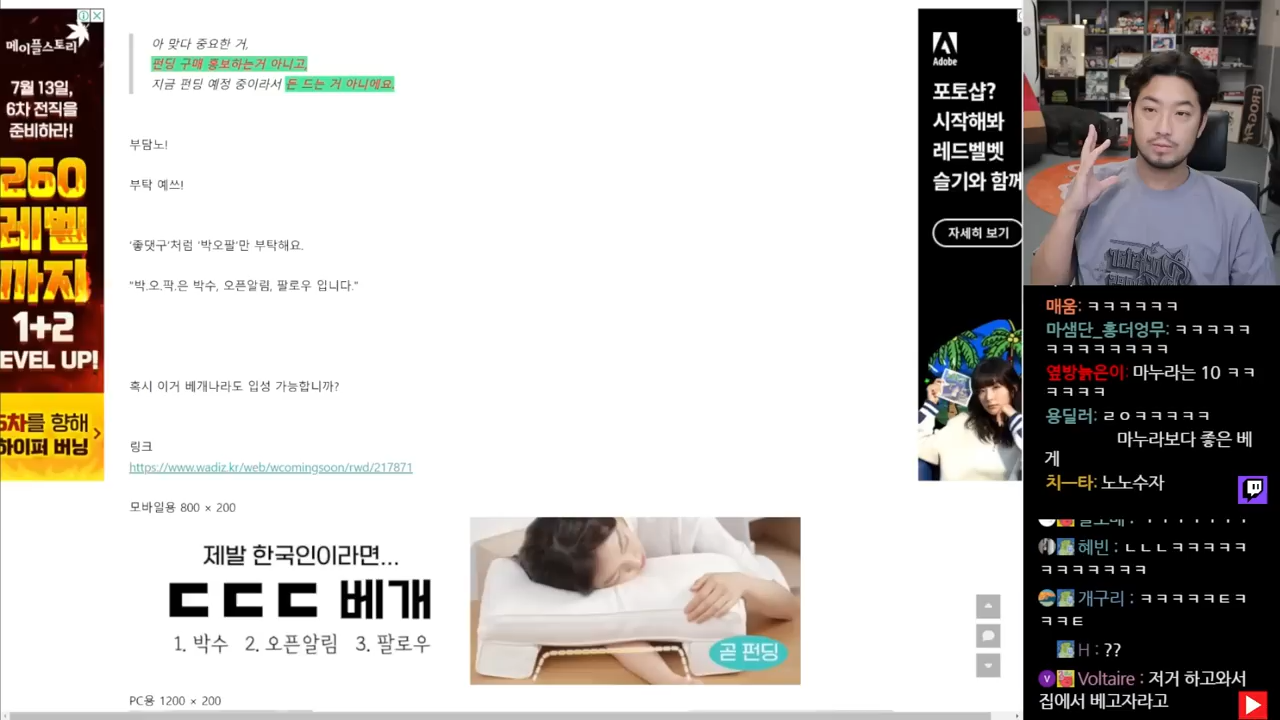 메이플스토리
7월 13일,
6차 전직을
준비하라!
260
레벨
까지
1+2
LEVEL UP!
6차를 향해
하이퍼 버닝
아 맞다 중요한 거,
펀딩 구매 홍보하는거 아니고,
지금 펀딩 예정 중이라서 돈 드는 거 아니에요.
부담노!
부탁 예쓰!
'좋댓구'처럼 '박오팔'만 부탁해요.
"박.오.팍.은 박수, 오픈알림, 팔로우 입니다."
혹시 이거 베개나라도 입성 가능합니까?
링크
https://www.wadiz.kr/web/wcomingsoon/rwd/217871
모바일용 800 × 200
제발 한국인이라면...
ㄷㄷㄷ 베개
1. 박수 2. 오픈알림 3. 팔로우
곧 펀딩
PC용 1200 × 200
Adobe
포토샵?
시작해봐
레드벨벳
슬기와 함께
자세히 보기
FROG
매움: ㅋㅋㅋㅋㅋㅋ
마샘단_홍더엉무: ㅋㅋㅋㅋㅋ
ㅋㅋㅋㅋㅋㅋㅋㅋ
옆방늙은이: 마누라는 10 ㅋㅋ
ㅋㅋㅋㅋ
용딜러: ㄹㅇㅋㅋㅋㅋㅋ
마누라보다 좋은 베
게
치—타: 노노수자
혜빈 : ㄴㄴㄴㅋㅋㅋㅋㅋ
ㅋㅋㅋㅋㅋㅋㅋ
개구리 : ㅋㅋㅋㅋㅋㅌㅋ
ㅋㅋㅌ
H : ??
V Voltaire : 저거 하고와서
집에서 베고자라고